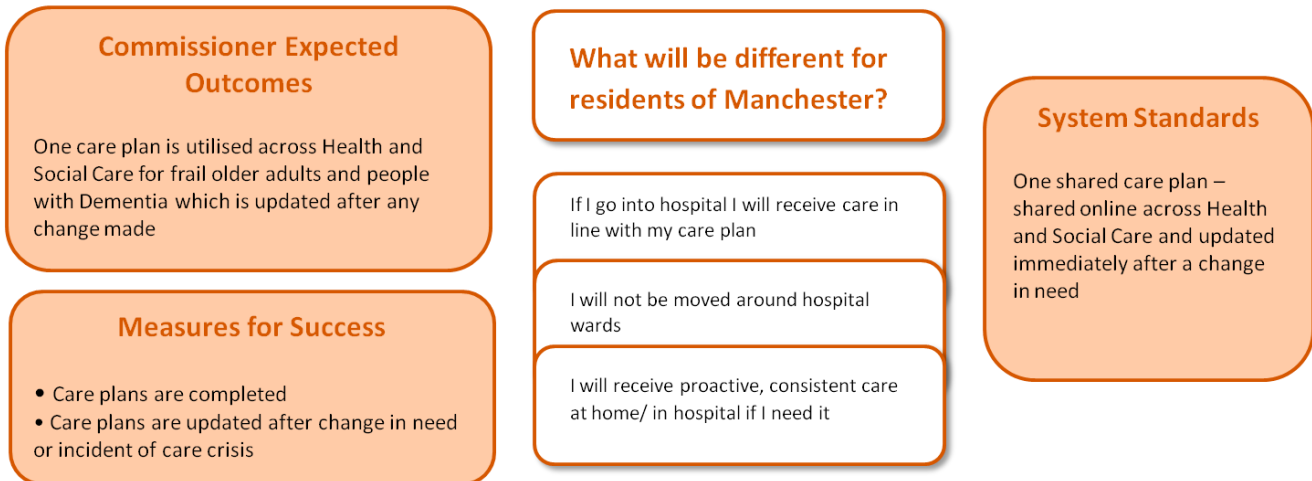 Commissioner Expected
Outcomes
One care plan is utilised across Health and
Social Care for frail older adults and people
with Dementia which is updated after any
change made
Measures for Success
• Care plans are completed
• Care plans are updated after change in need
or incident of care crisis
What will be different for
residents of Manchester?
If I go into hospital I will receive care in
line with my care plan
I will not be moved around hospital
wards
I will receive proactive, consistent care
at home/ in hospital if I need it
System Standards
One shared care plan –
shared online across Health
and Social Care and updated
immediately after a change
in need